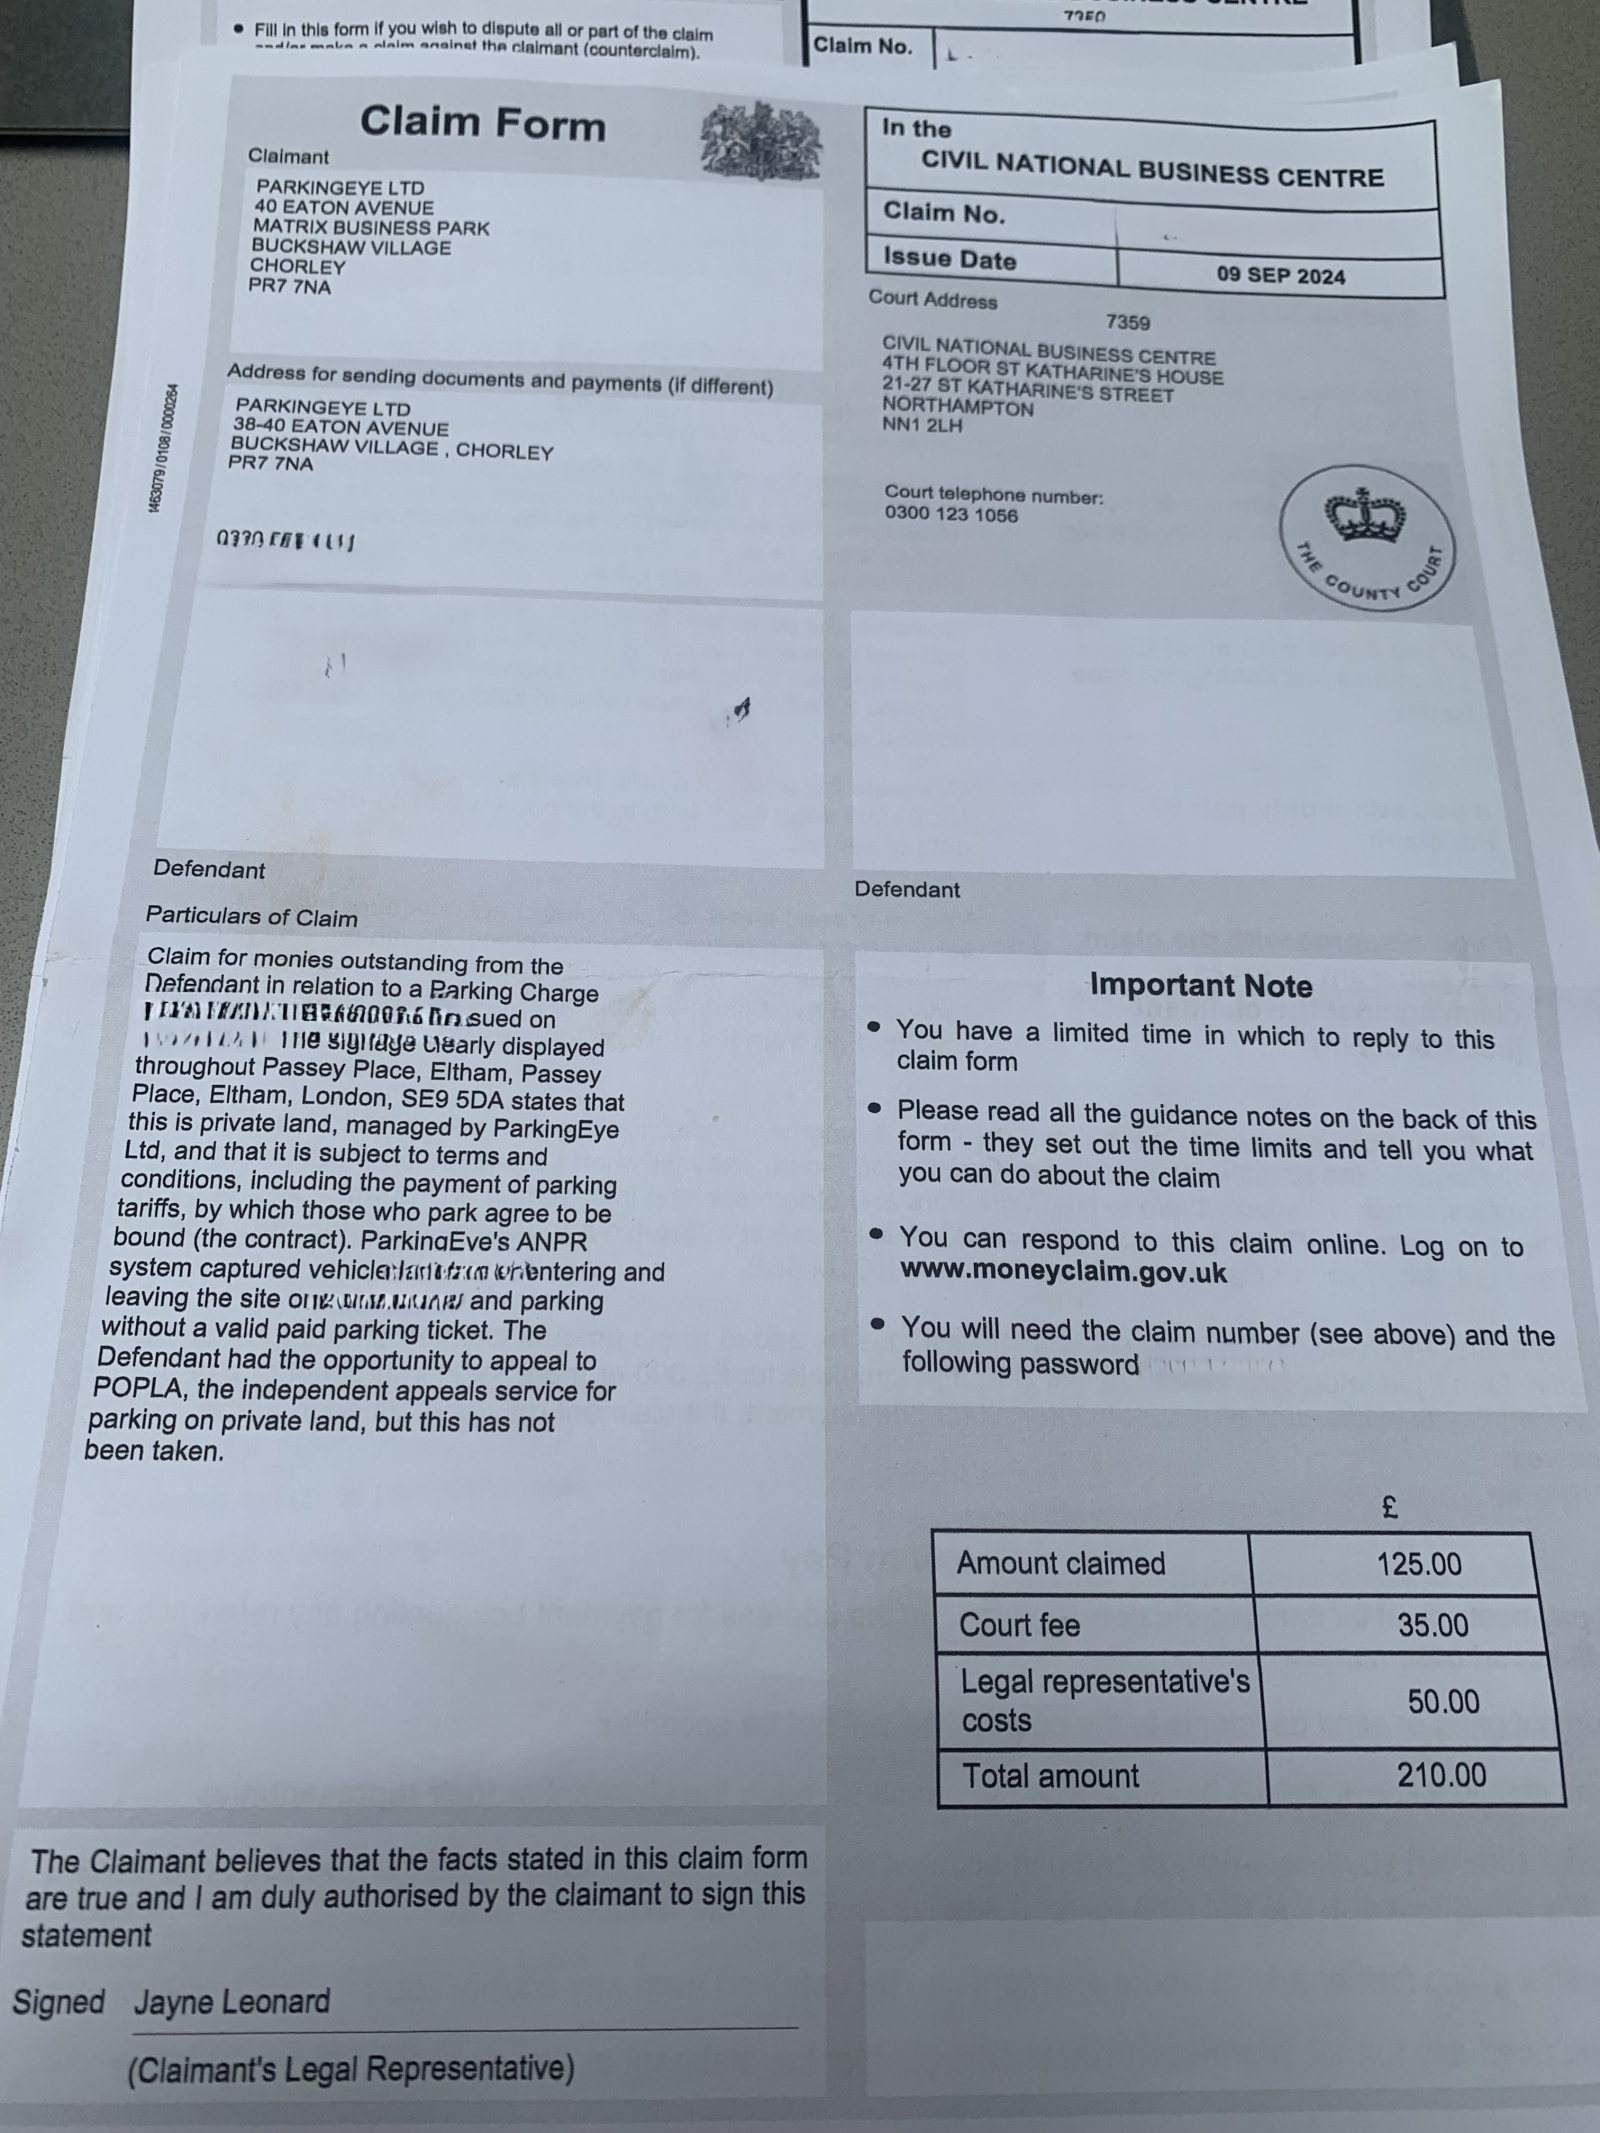 • Fill in this form if you wish to dispute all or part of the claim
and/or make a claim against the claimant (counterclaim).
Claim No.
Claim Form
Claimant
PARKINGEYE LTD
40 EATON AVENUE
MATRIX BUSINESS PARK
BUCKSHAW VILLAGE
CHORLEY
PR7 7NA
Address for sending documents and payments (if different)
PARKINGEYE LTD
38-40 EATON AVENUE
BUCKSHAW VILLAGE , CHORLEY
PR7 7NA
1463079/0108/0000264
In the
CIVIL NATIONAL BUSINESS CENTRE
Claim No.
Issue Date
09 SEP 2024
Court Address
7359
CIVIL NATIONAL BUSINESS CENTRE
4TH FLOOR ST KATHARINE'S HOUSE
21-27 ST KATHARINE'S STREET
NORTHAMPTON
NN1 2LH
Court telephone number:
0300 123 1056
THE COUNTY COURT
Defendant
Defendant
Particulars of Claim
Claim for monies outstanding from the
Defendant in relation to a Parking Charge
sued on
The signage clearly displayed
throughout Passey Place, Eltham, Passey
Place, Eltham, London, SE9 5DA states that
this is private land, managed by ParkingEye
Ltd, and that it is subject to terms and
conditions, including the payment of parking
tariffs, by which those who park agree to be
bound (the contract). ParkingEye's ANPR
system captured vehicle entering and
leaving the site on and parking
without a valid paid parking ticket. The
Defendant had the opportunity to appeal to
POPLA, the independent appeals service for
parking on private land, but this has not
been taken.
Important Note
• You have a limited time in which to reply to this
claim form
• Please read all the guidance notes on the back of this
form - they set out the time limits and tell you what
you can do about the claim
• You can respond to this claim online. Log on to
www.moneyclaim.gov.uk
• You will need the claim number (see above) and the
following password
£
Amount claimed 125.00
Court fee 35.00
Legal representative's
costs 50.00
Total amount 210.00
The Claimant believes that the facts stated in this claim form
are true and I am duly authorised by the claimant to sign this
statement
Signed Jayne Leonard
(Claimant's Legal Representative)